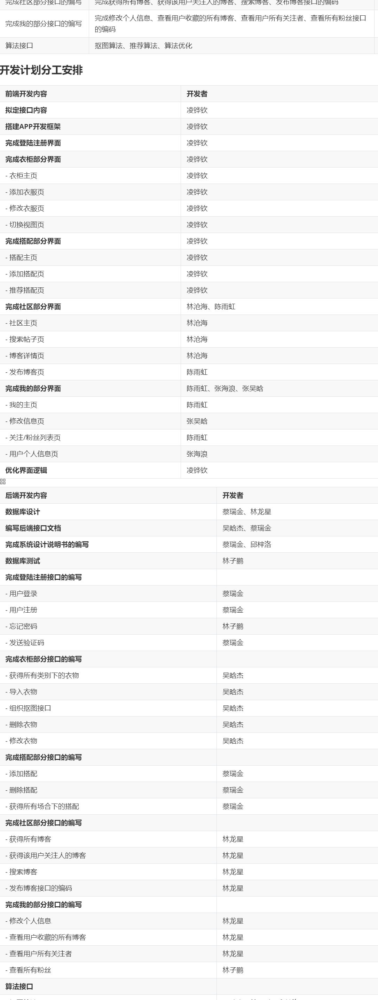 完成社区部分接口的编写 完成获得所有博客、获得该用户关注人的博客、搜索博客、发布博客接口的编码
完成我的部分接口的编写 完成修改个人信息、查看用户收藏的所有博客、查看用户所有关注者、查看所有粉丝接口
的编码
算法接口 抠图算法、推荐算法、算法优化
开发计划分工安排
前端开发内容 开发者
拟定接口内容 凌铧钦
搭建APP开发框架 凌铧钦
完成登陆注册界面 凌铧钦
完成衣柜部分界面 凌铧钦
- 衣柜主页 凌铧钦
- 添加衣服页 凌铧钦
- 修改衣服页 凌铧钦
- 切换视图页 凌铧钦
完成搭配部分界面 凌铧钦
- 搭配主页 凌铧钦
- 添加搭配页 凌铧钦
- 推荐搭配页 凌铧钦
完成社区部分界面 林沧海、陈雨虹
- 社区主页 林沧海
- 搜索帖子页 林沧海
- 博客详情页 林沧海
- 发布博客页 陈雨虹
完成我的部分界面 陈雨虹、张海浪、张吴晗
- 我的主页 陈雨虹
- 修改信息页 张吴晗
- 关注/粉丝列表页 陈雨虹
- 用户个人信息页 张海浪
优化界面逻辑 凌铧钦
后端开发内容 开发者
数据库设计 蔡瑞金、林龙星
编写后端接口文档 吴晗杰、蔡瑞金
完成系统设计说明书的编写 蔡瑞金、邱梓洛
数据库测试 林子鹏
完成登陆注册接口的编写
- 用户登录 蔡瑞金
- 用户注册 蔡瑞金
- 忘记密码 林子鹏
- 发送验证码 蔡瑞金
完成衣柜部分接口的编写
- 获得所有类别下的衣物 吴晗杰
- 导入衣物 吴晗杰
- 组织抠图接口 吴晗杰
- 删除衣物 吴晗杰
- 修改衣物 吴晗杰
完成搭配部分接口的编写
- 添加搭配 蔡瑞金
- 删除搭配 蔡瑞金
- 获得所有场合下的搭配 蔡瑞金
完成社区部分接口的编写
- 获得所有博客 林龙星
- 获得该用户关注人的博客 林龙星
- 搜索博客 林龙星
- 发布博客接口的编码 林龙星
完成我的部分接口的编写
- 修改个人信息 林龙星
- 查看用户收藏的所有博客 林龙星
- 查看用户所有关注者 林龙星
- 查看所有粉丝 林子鹏
算法接口